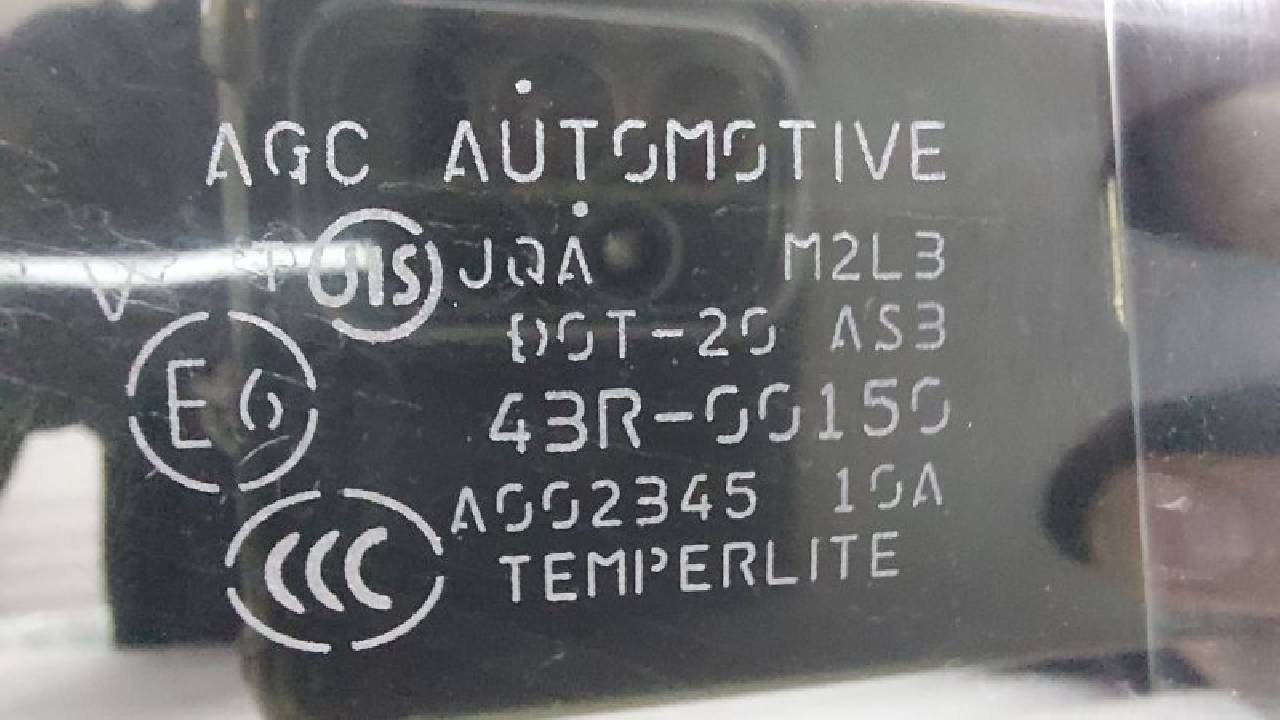 AGC AUTOMOTIVE
JIS JQA M2L3
DOT-20 AS3
E6 43R-00150
A002345 10A
CCC TEMPERLITE